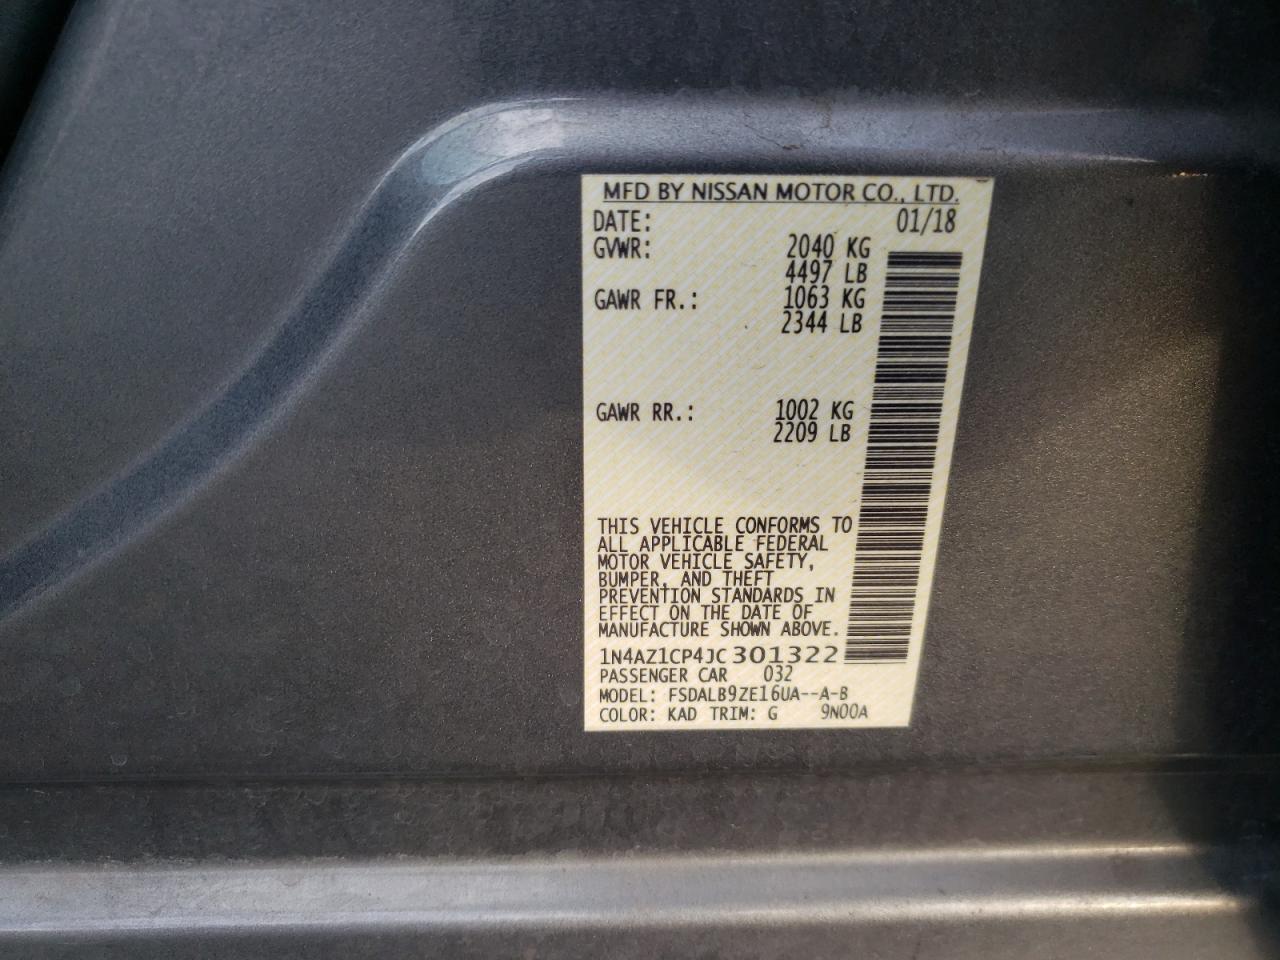 MFD BY NISSAN MOTOR CO., LTD.
DATE: 01/18
GVWR: 2040 KG
4497 LB
GAWR FR.: 1063 KG
2344 LB
GAWR RR.: 1002 KG
2209 LB
THIS VEHICLE CONFORMS TO
ALL APPLICABLE FEDERAL
MOTOR VEHICLE SAFETY,
BUMPER, AND THEFT
PREVENTION STANDARDS IN
EFFECT ON THE DATE OF
MANUFACTURE SHOWN ABOVE.
1N4AZ1CP4JC301322
PASSENGER CAR 032
MODEL: FSDALB9ZE16UA--A-B
COLOR: KAD TRIM: G 9N00A